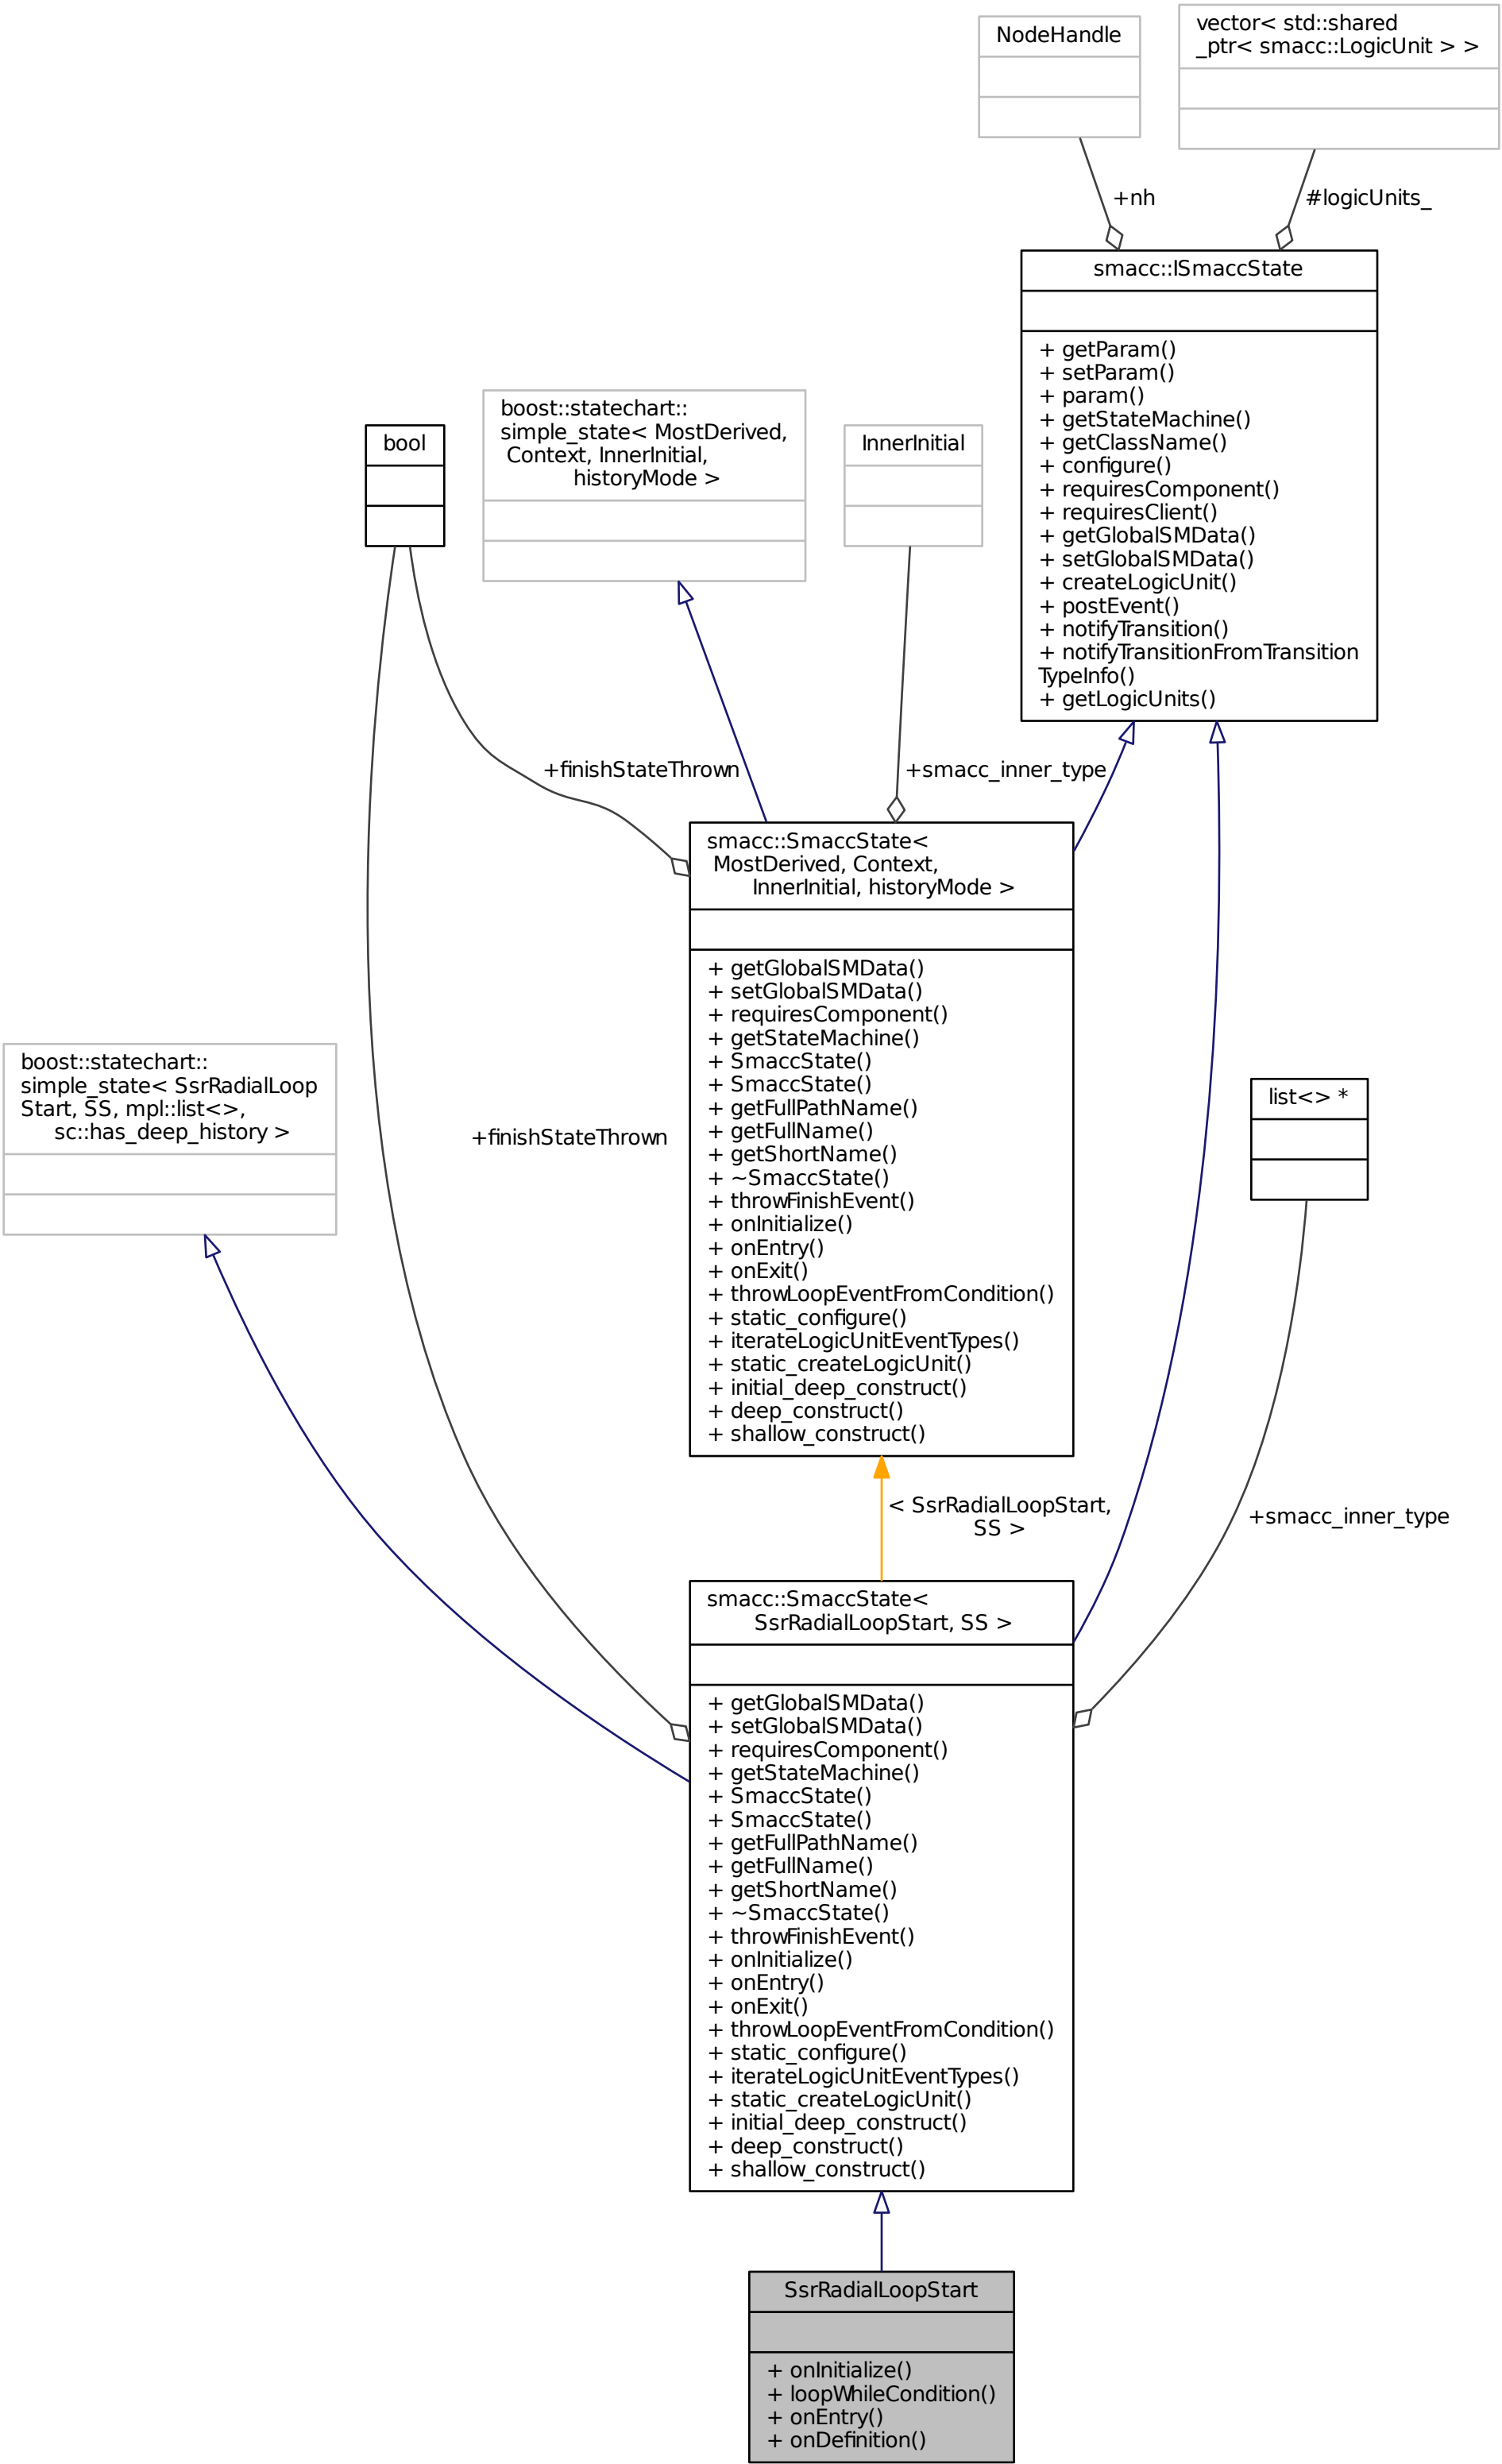 NodeHandle
vector< std::shared
_ptr< smacc::LogicUnit > >
+nh
#logicUnits_
smacc::ISmaccState
+ getParam()
+ setParam()
+ param()
+ getStateMachine()
+ getClassName()
+ configure()
+ requiresComponent()
+ requiresClient()
+ getGlobalSMData()
+ setGlobalSMData()
+ createLogicUnit()
+ postEvent()
+ notifyTransition()
+ notifyTransitionFromTransition
TypeInfo()
+ getLogicUnits()
bool
boost::statechart::
simple_state< MostDerived,
Context, InnerInitial,
historyMode >
InnerInitial
+finishStateThrown
+smacc_inner_type
smacc::SmaccState<
MostDerived, Context,
InnerInitial, historyMode >
+ getGlobalSMData()
+ setGlobalSMData()
+ requiresComponent()
+ getStateMachine()
+ SmaccState()
+ SmaccState()
+ getFullPathName()
+ getFullName()
+ getShortName()
+ ~SmaccState()
+ throwFinishEvent()
+ onInitialize()
+ onEntry()
+ onExit()
+ throwLoopEventFromCondition()
+ static_configure()
+ iterateLogicUnitEventTypes()
+ static_createLogicUnit()
+ initial_deep_construct()
+ deep_construct()
+ shallow_construct()
boost::statechart::
simple_state< SsrRadialLoop
Start, SS, mpl::list<>,
sc::has_deep_history >
+finishStateThrown
list<> *
< SsrRadialLoopStart,
SS >
+smacc_inner_type
smacc::SmaccState<
SsrRadialLoopStart, SS >
+ getGlobalSMData()
+ setGlobalSMData()
+ requiresComponent()
+ getStateMachine()
+ SmaccState()
+ SmaccState()
+ getFullPathName()
+ getFullName()
+ getShortName()
+ ~SmaccState()
+ throwFinishEvent()
+ onInitialize()
+ onEntry()
+ onExit()
+ throwLoopEventFromCondition()
+ static_configure()
+ iterateLogicUnitEventTypes()
+ static_createLogicUnit()
+ initial_deep_construct()
+ deep_construct()
+ shallow_construct()
SsrRadialLoopStart
+ onInitialize()
+ loopWhileCondition()
+ onEntry()
+ onDefinition()